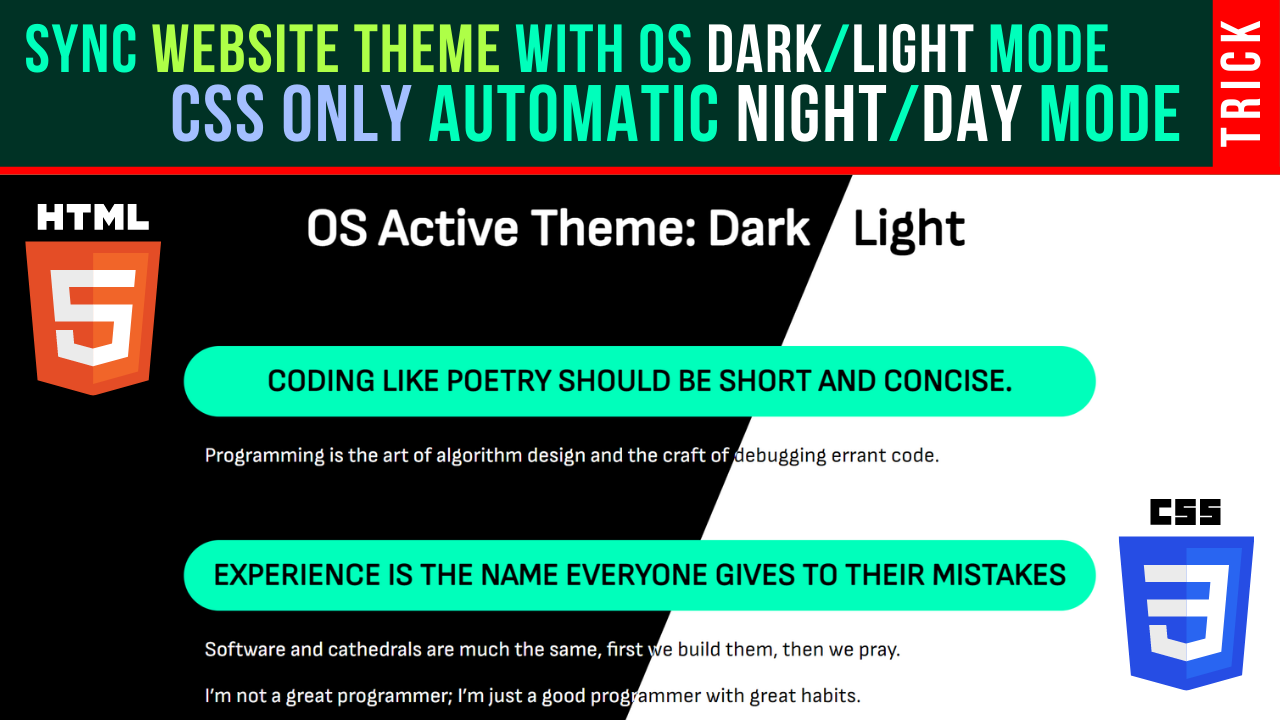 SYNC WEBSITE THEME WITH OS DARK/LIGHT MODE
CSS ONLY AUTOMATIC NIGHT/DAY MODE
TRICK
HTML
5
OS Active Theme: Dark Light
CODING LIKE POETRY SHOULD BE SHORT AND CONCISE.
Programming is the art of algorithm design and the craft of debugging errant code.
CSS
3
EXPERIENCE IS THE NAME EVERYONE GIVES TO THEIR MISTAKES
Software and cathedrals are much the same, first we build them, then we pray.
I'm not a great programmer; I'm just a good programmer with great habits.